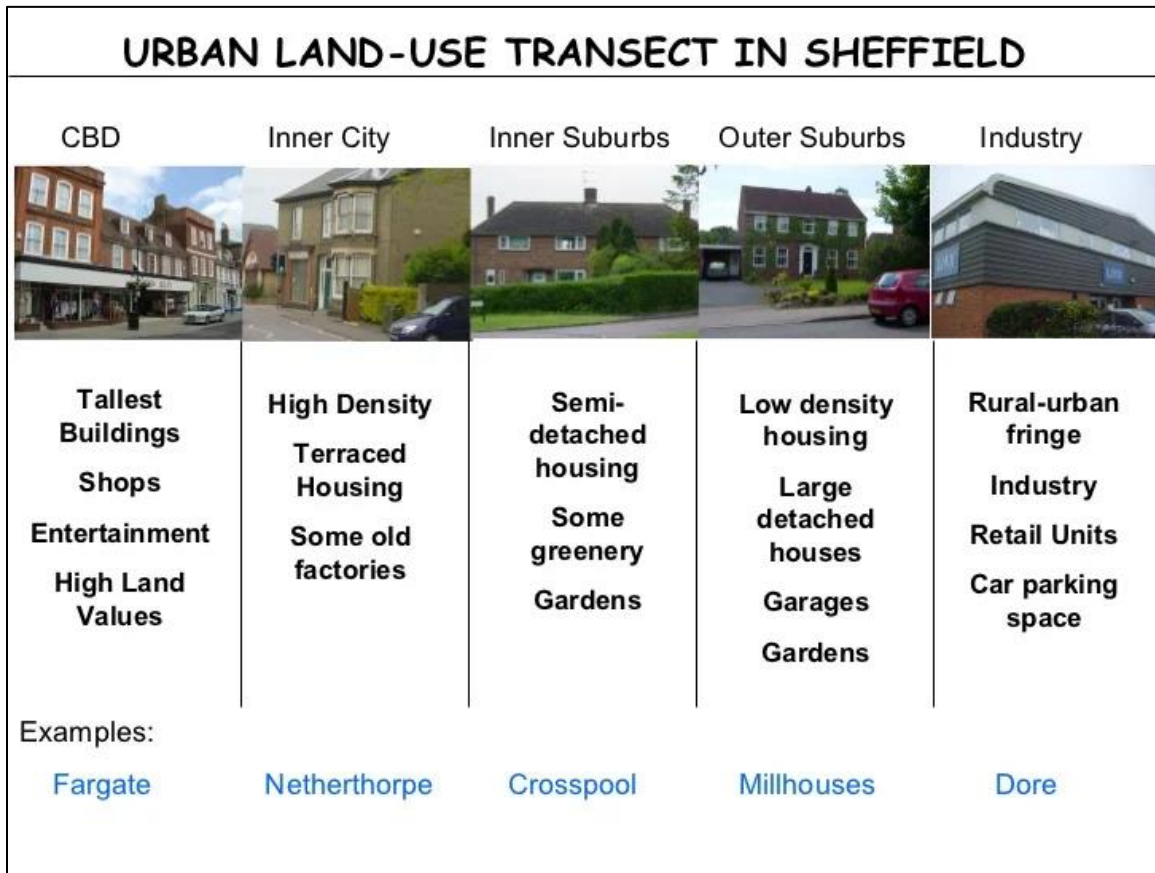 URBAN LAND-USE TRANSECT IN SHEFFIELD
CBD
Tallest
Buildings
Shops
Entertainment
High Land
Values
Inner City
High Density
Terraced
Housing
Some old
factories
Inner Suburbs
Semi-
detached
housing
Some
greenery
Gardens
Outer Suburbs
Low density
housing
Large
detached
houses
Garages
Gardens
Industry
Rural-urban
fringe
Industry
Retail Units
Car parking
space
Examples:
Fargate
Netherthorpe
Crosspool
Millhouses
Dore